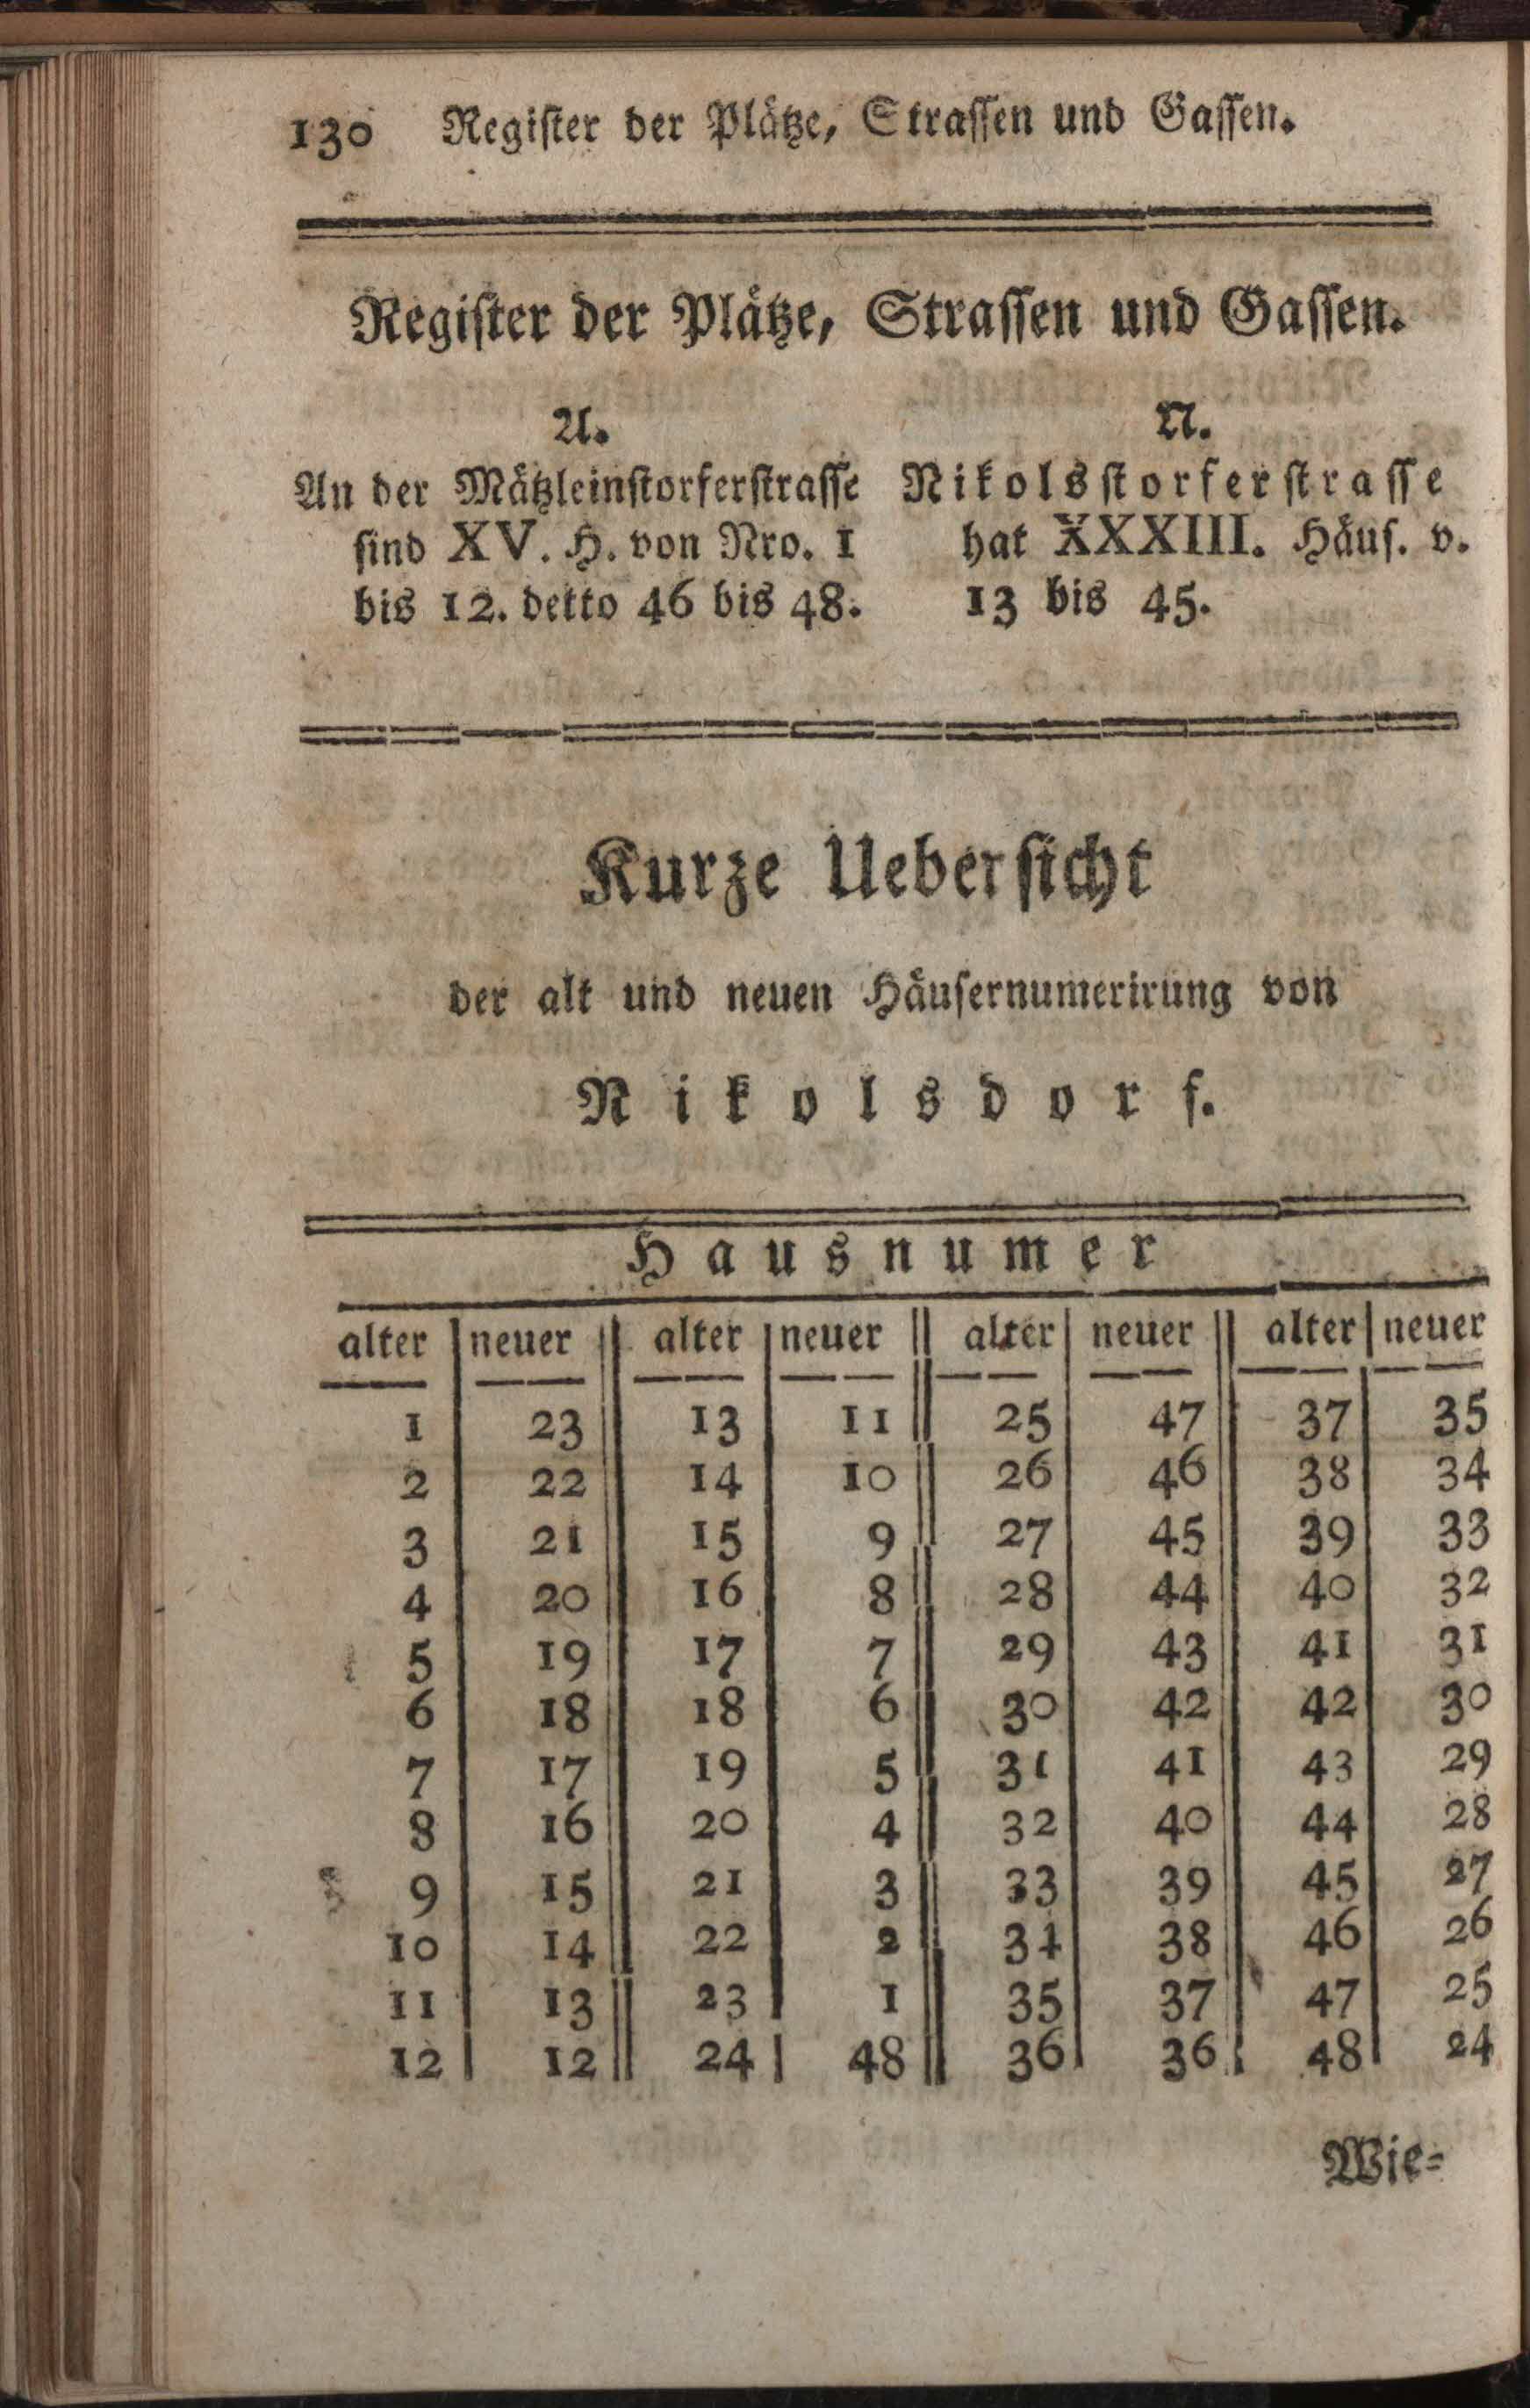 130 Register der Plätze, Strassen und Gassen.
Register der Plätze, Strassen und Gassen.
A.
An der Mätzleinstorferstrasse
sind XV. H. von Nro. 1
bis 12. detto 46 bis 48.
N.
Nikolsstorferstrasse
hat XXXIII. Häus. v.
13 bis 45.
Kurze Uebersicht
der alt und neuen Häusernumerirung von
Nikolsdorf.
Hausnumer
alter neuer alter neuer alter neuer alter neuer
1 23 13 11 25 47 37 35
2 22 14 10 26 46 38 34
3 21 15 9 27 45 39 33
4 20 16 8 28 44 40 32
5 19 17 7 29 43 41 31
6 18 18 6 30 42 42 30
7 17 19 5 31 41 43 29
8 16 20 4 32 40 44 28
9 15 21 3 33 39 45 27
10 14 22 2 34 38 46 26
11 13 23 1 35 37 47 25
12 12 24 48 36 36 48 24
Wie-